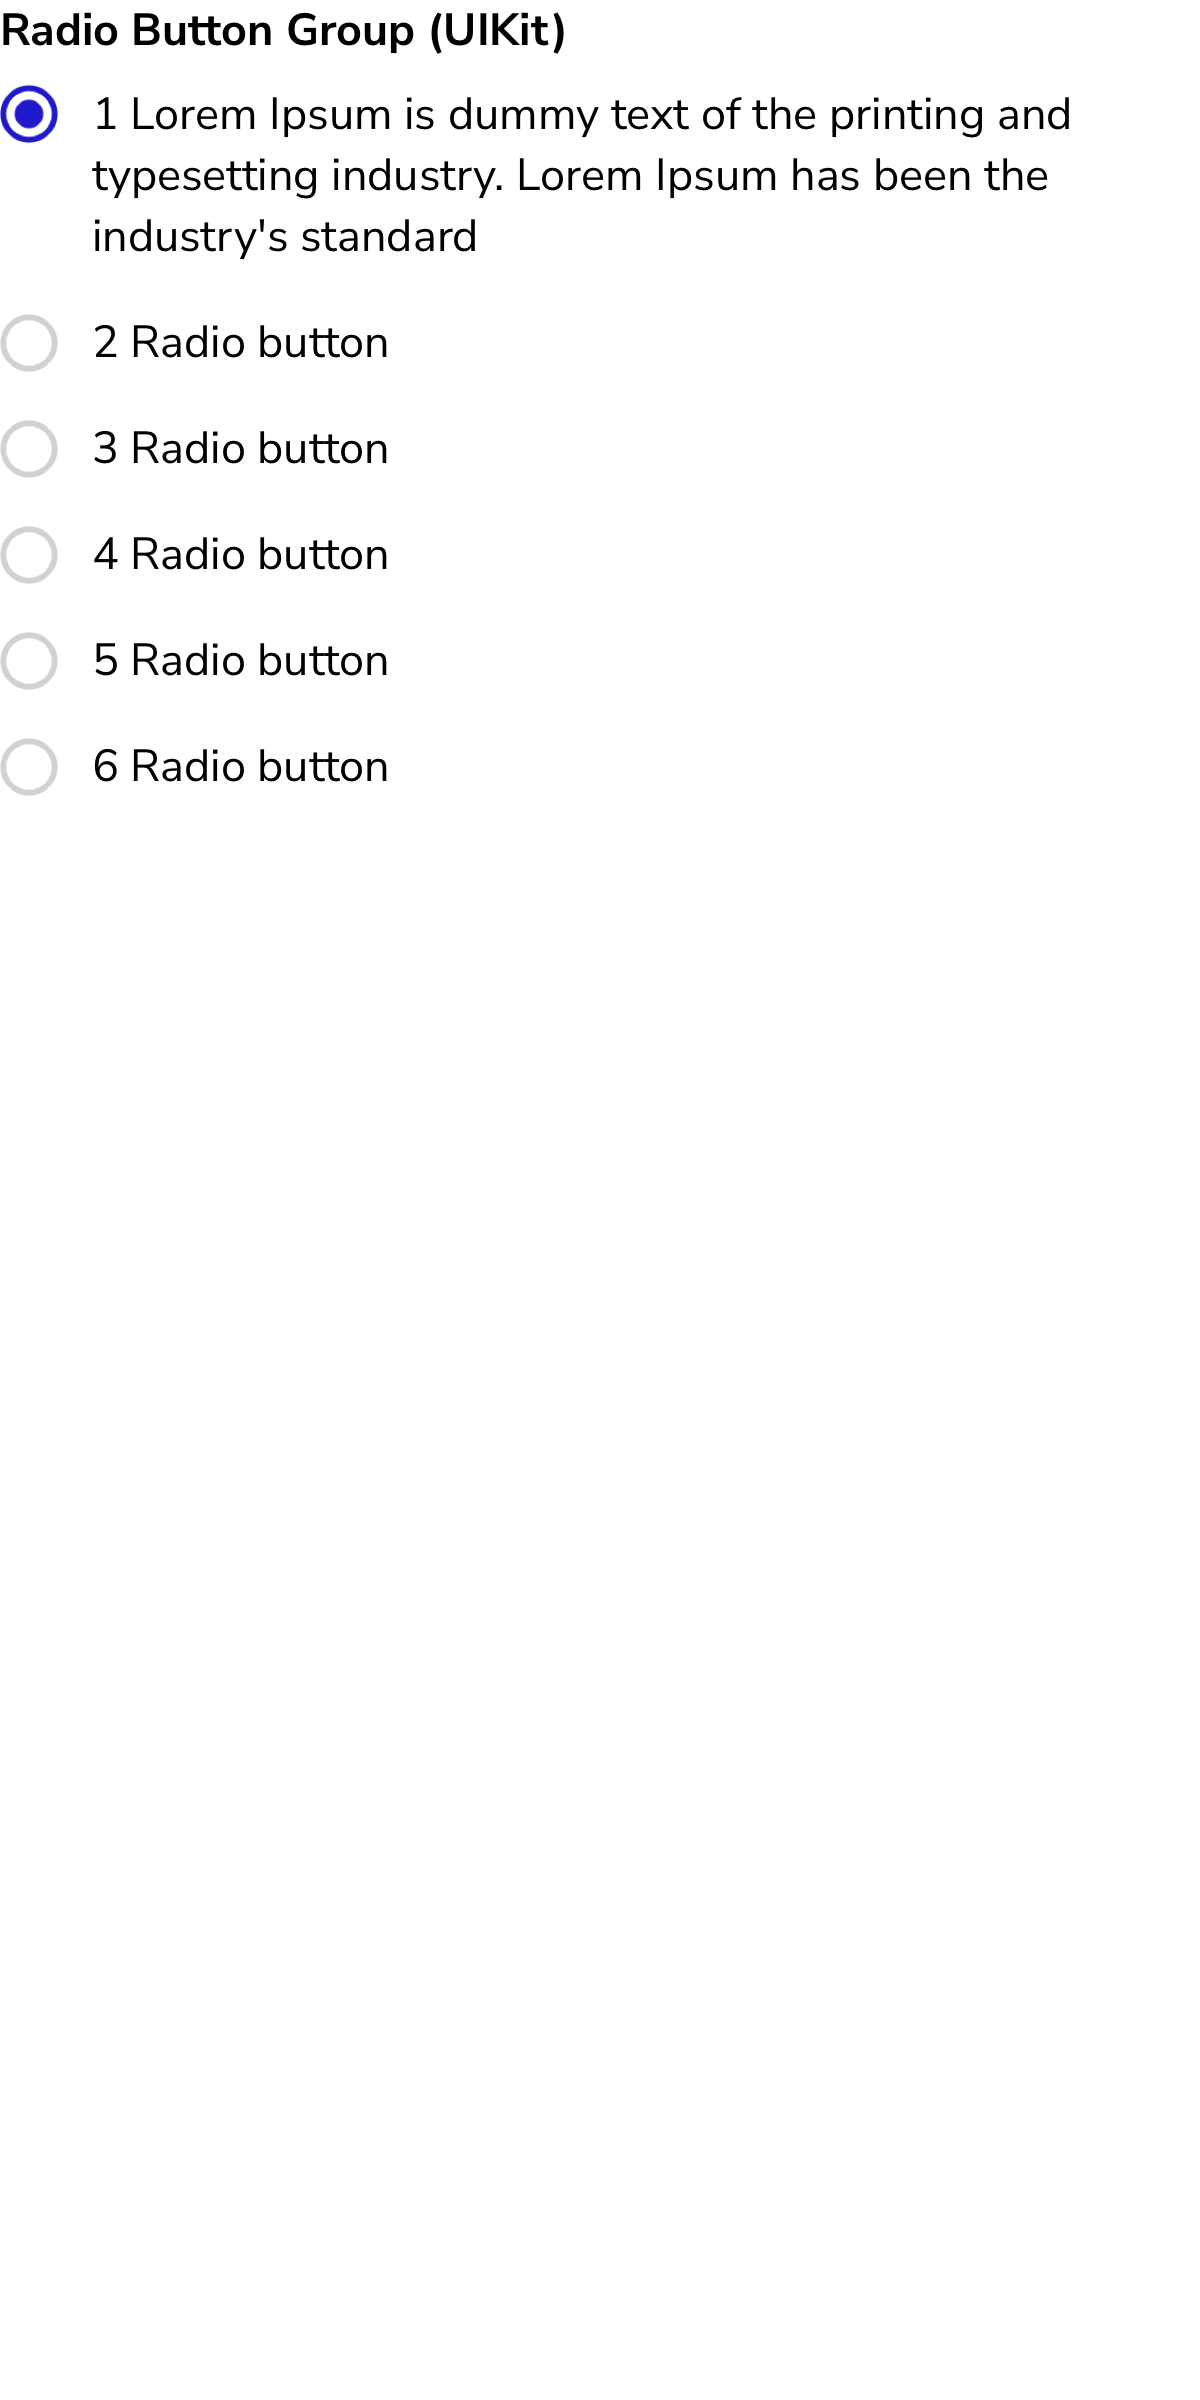 Radio Button Group (UIKit)
1 Lorem Ipsum is dummy text of the printing and
typesetting industry. Lorem Ipsum has been the
industry's standard
2 Radio button
3 Radio button
4 Radio button
5 Radio button
6 Radio button